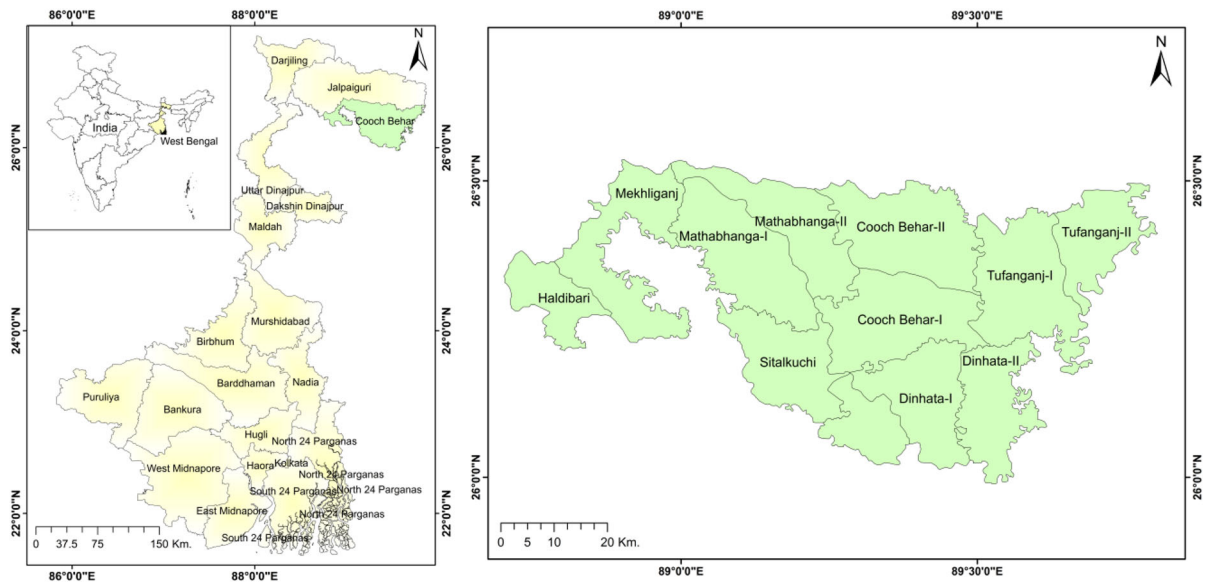 86°0'0"E
88°0'0"E
N
India
West Bengal
Darjiling
Jalpaiguri
Cooch Behar
26°0'0"N
26°0'0"N
Uttar Dinajpur
Dakshin Dinajpur
Maldah
24°0'0"N
24°0'0"N
Murshidabad
Birbhum
Barddhaman
Nadia
Puruliya
Bankura
Hugli
North 24 Parganas
West Midnapore
Haora
Kolkata
North 24 Parganas
South 24 Parganas
North 24 Parganas
East Midnapore
North 24 Parganas
22°0'0"N
22°0'0"N
South 24 Parganas
0 37.5 75 150 Km.
86°0'0"E
88°0'0"E
89°0'0"E
89°30'0"E
N
26°30'0"N
26°30'0"N
Mekhliganj
Mathabhanga-II
Mathabhanga-I
Cooch Behar-II
Tufanganj-II
Tufanganj-I
Haldibari
Cooch Behar-I
Sitalkuchi
Dinhata-II
Dinhata-I
26°0'0"N
26°0'0"N
0 5 10 20 Km.
89°0'0"E
89°30'0"E